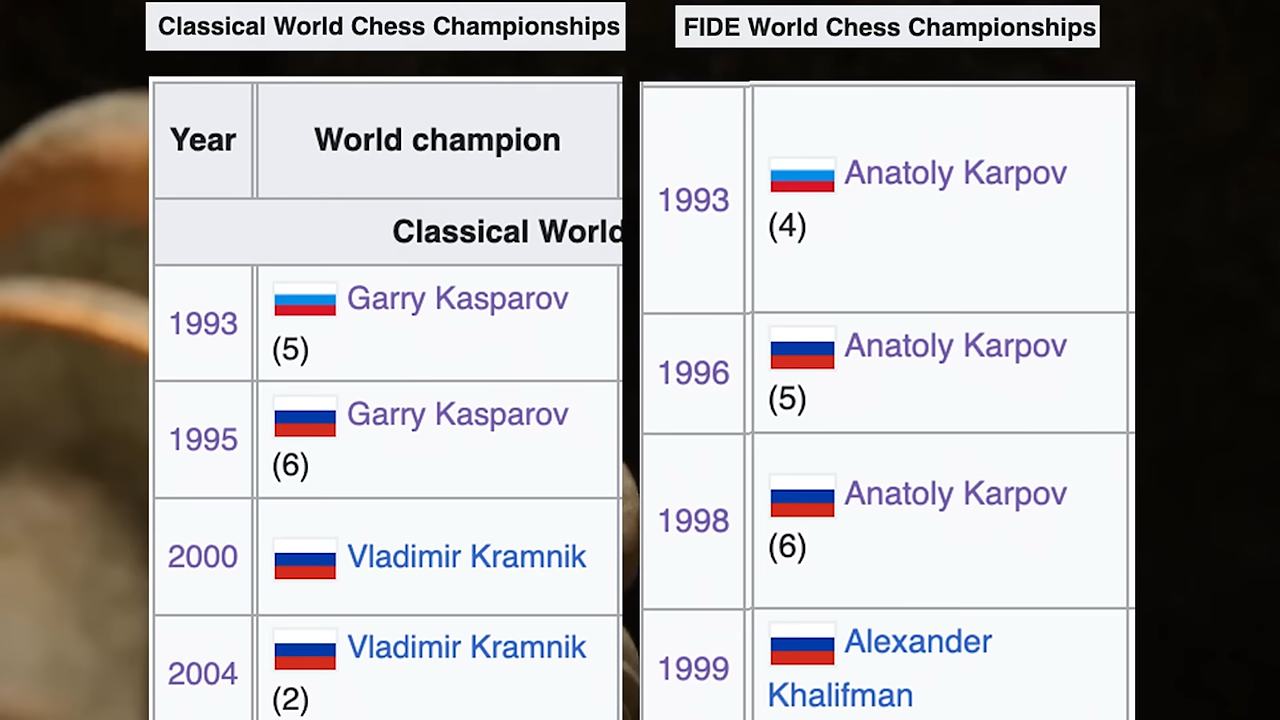 Classical World Chess Championships
Year World champion
Classical World
1993 Garry Kasparov
(5)
1995 Garry Kasparov
(6)
2000 Vladimir Kramnik
2004 Vladimir Kramnik
(2)
FIDE World Chess Championships
1993 Anatoly Karpov
(4)
1996 Anatoly Karpov
(5)
1998 Anatoly Karpov
(6)
1999 Alexander
Khalifman